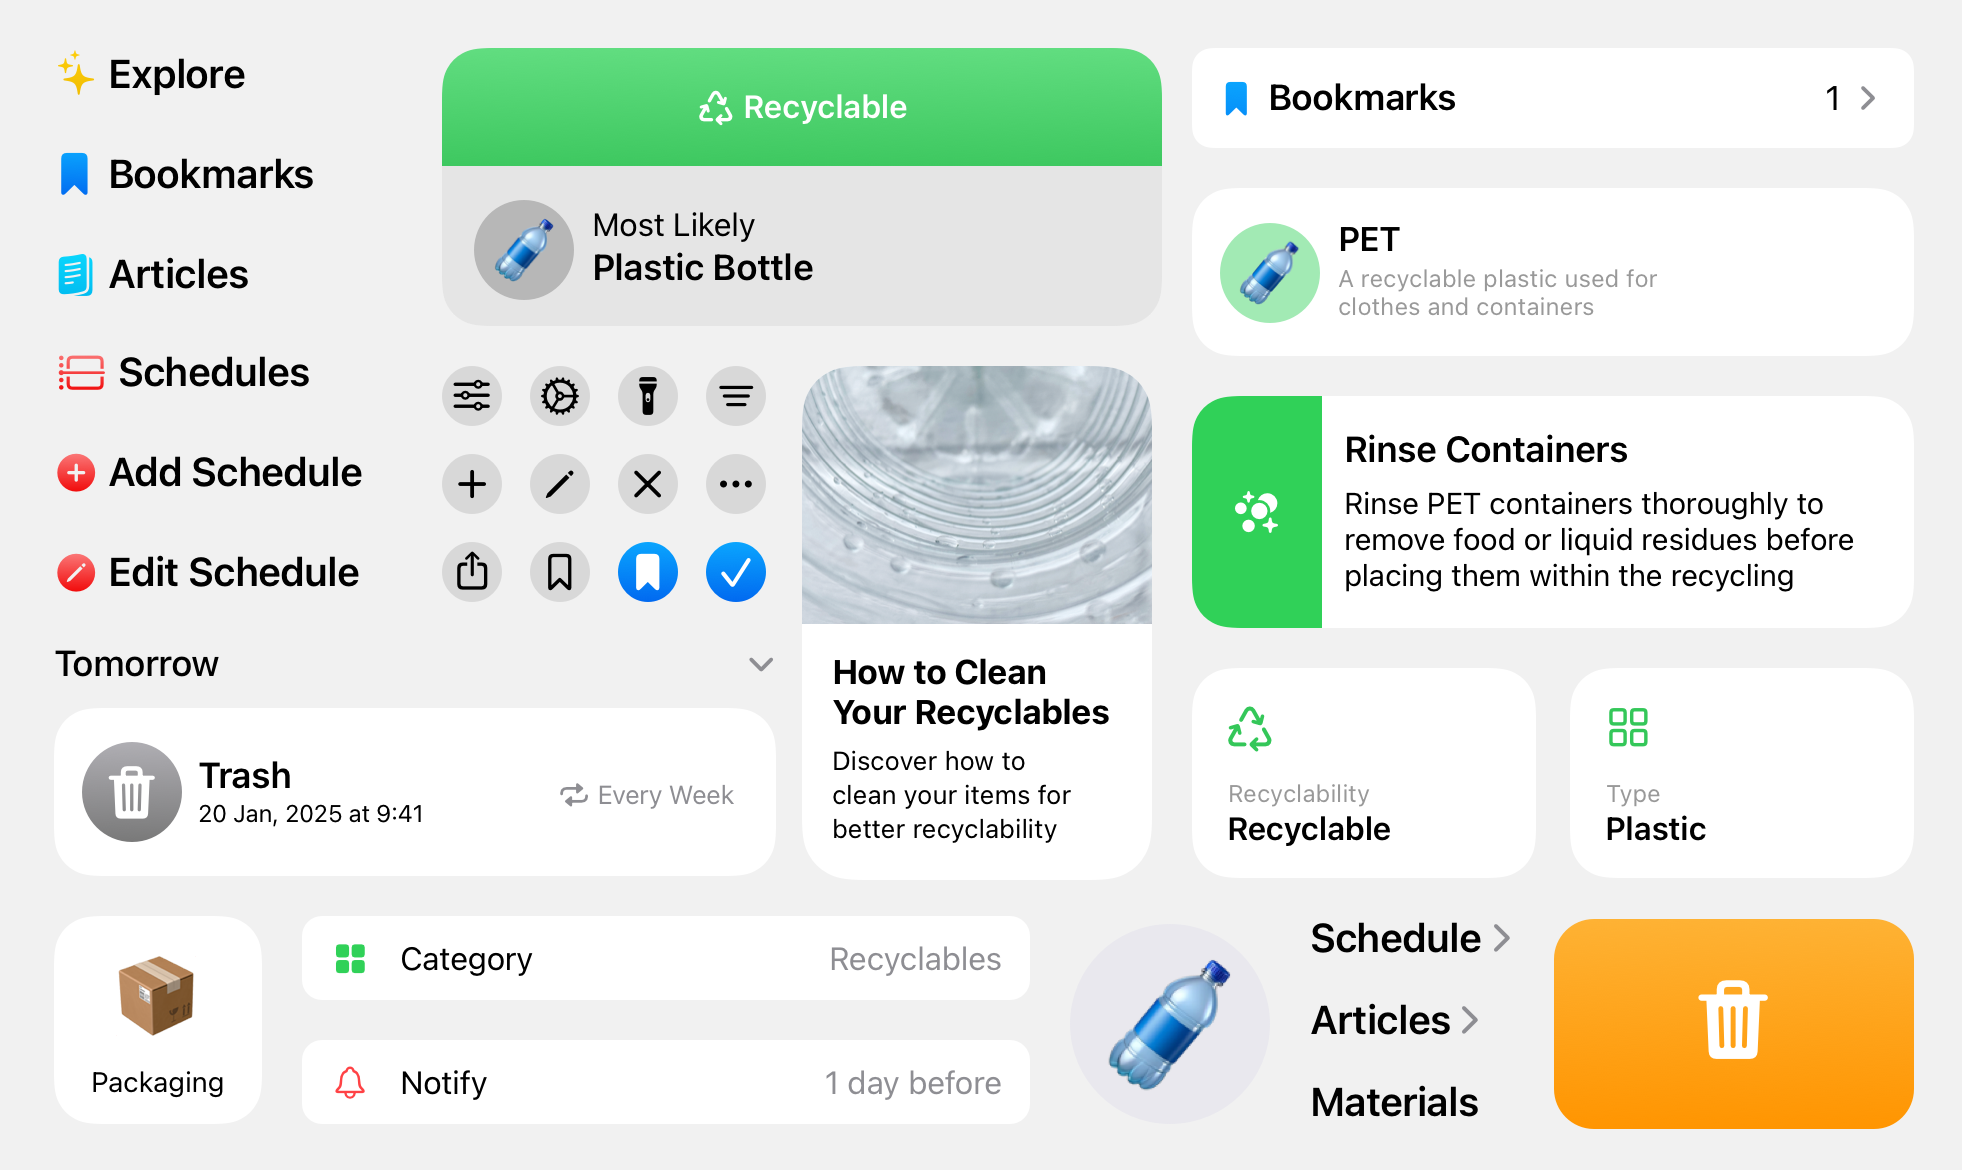 Explore
Bookmarks
Articles
Schedules
Add Schedule
Edit Schedule
Tomorrow
Trash
20 Jan, 2025 at 9:41
Every Week
Packaging
Category
Recyclables
Notify
1 day before
Recyclable
Most Likely
Plastic Bottle
How to Clean
Your Recyclables
Discover how to
clean your items for
better recyclability
Bookmarks
1
PET
A recyclable plastic used for
clothes and containers
Rinse Containers
Rinse PET containers thoroughly to
remove food or liquid residues before
placing them within the recycling
Recyclability
Recyclable
Type
Plastic
Schedule
Articles
Materials